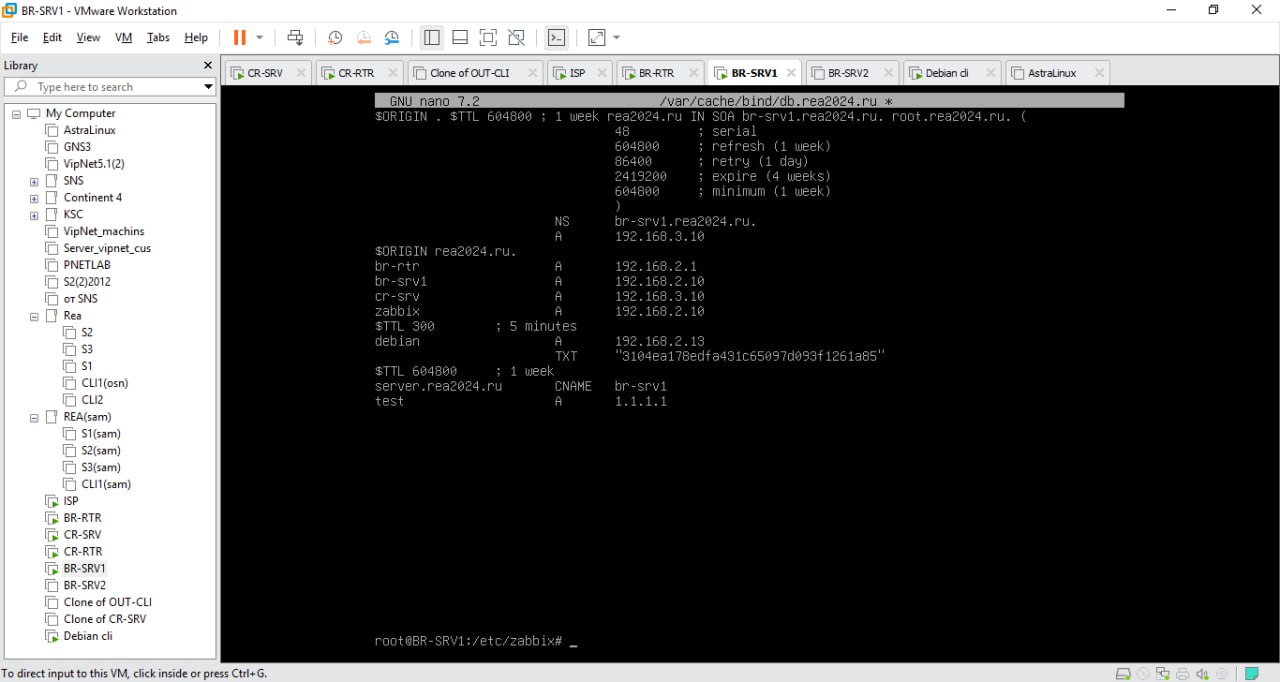 BR-SRV1 - VMware Workstation
File Edit View VM Tabs Help
Library
Type here to search
My Computer
AstraLinux
GNS3
VipNet5.1(2)
SNS
Continent 4
KSC
VipNet_machins
Server_vipnet_cus
PNETLAB
S2(2)2012
от SNS
Rea
S2
S3
S1
CLI1(osn)
CLI2
REA(sam)
S1(sam)
S2(sam)
S3(sam)
CLI1(sam)
ISP
BR-RTR
CR-SRV
CR-RTR
BR-SRV1
BR-SRV2
Clone of OUT-CLI
Clone of CR-SRV
Debian cli
CR-SRV CR-RTR Clone of OUT-CLI ISP BR-RTR BR-SRV1 BR-SRV2 Debian cli AstraLinux
GNU nano 7.2 /var/cache/bind/db.rea2024.ru *
$ORIGIN . $TTL 604800 ; 1 week rea2024.ru IN SOA br-srv1.rea2024.ru. root.rea2024.ru. (
48 ; serial
604800 ; refresh (1 week)
86400 ; retry (1 day)
2419200 ; expire (4 weeks)
604800 ; minimum (1 week)
)
NS br-srv1.rea2024.ru.
A 192.168.3.10
$ORIGIN rea2024.ru.
br-rtr A 192.168.2.1
br-srv1 A 192.168.2.10
cr-srv A 192.168.3.10
zabbix A 192.168.2.10
$TTL 300 ; 5 minutes
debian A 192.168.2.13
TXT "3104ea178edfa431c65097d093f1261a85"
$TTL 604800 ; 1 week
server.rea2024.ru CNAME br-srv1
test A 1.1.1.1
root@BR-SRV1:/etc/zabbix# _
To direct input to this VM, click inside or press Ctrl+G.